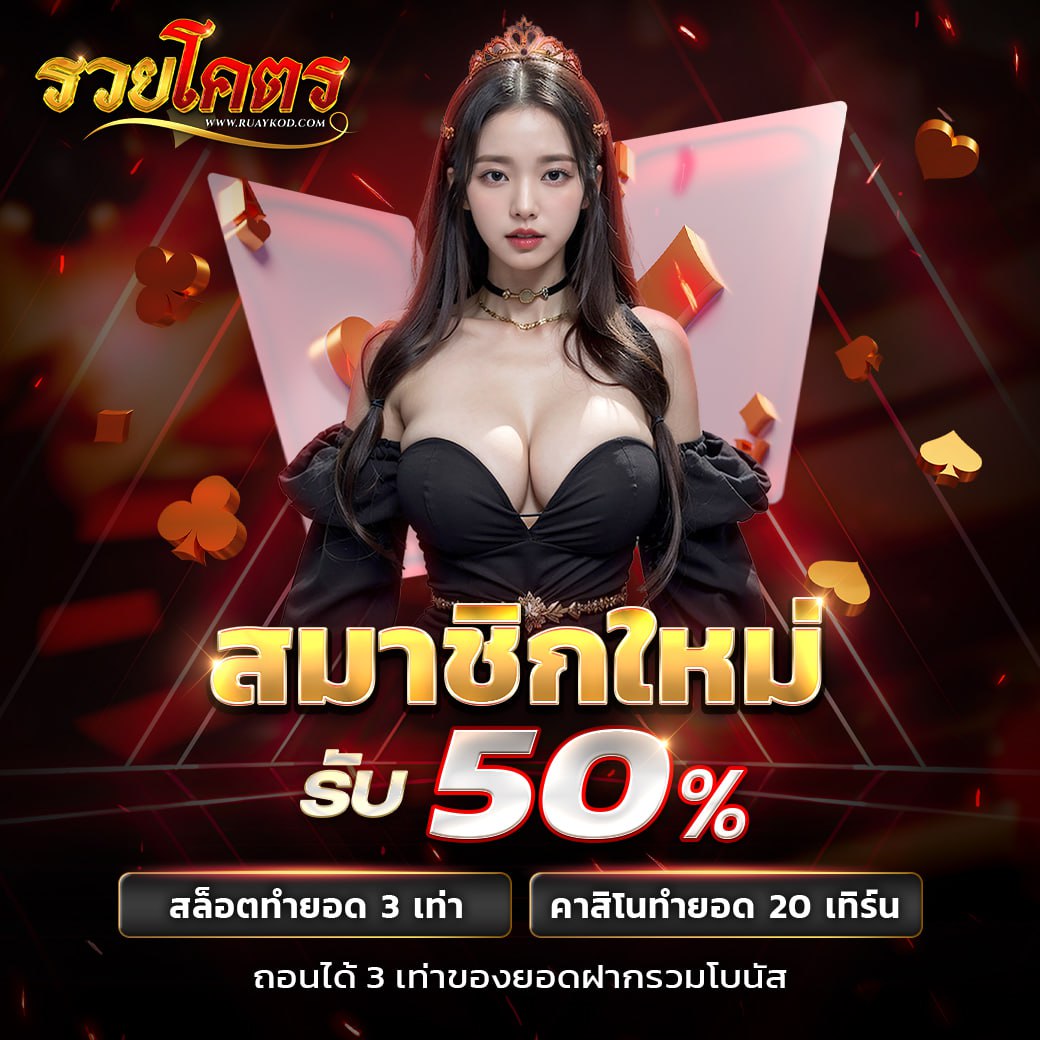 รวยโคตร
WWW.RUAYKOD.COM
สมาชิกใหม่
รับ 50%
สล็อตทำยอด 3 เท่า
คาสิโนทำยอด 20 เทิร์น
ถอนได้ 3 เท่าของยอดฝากรวมโบนัส